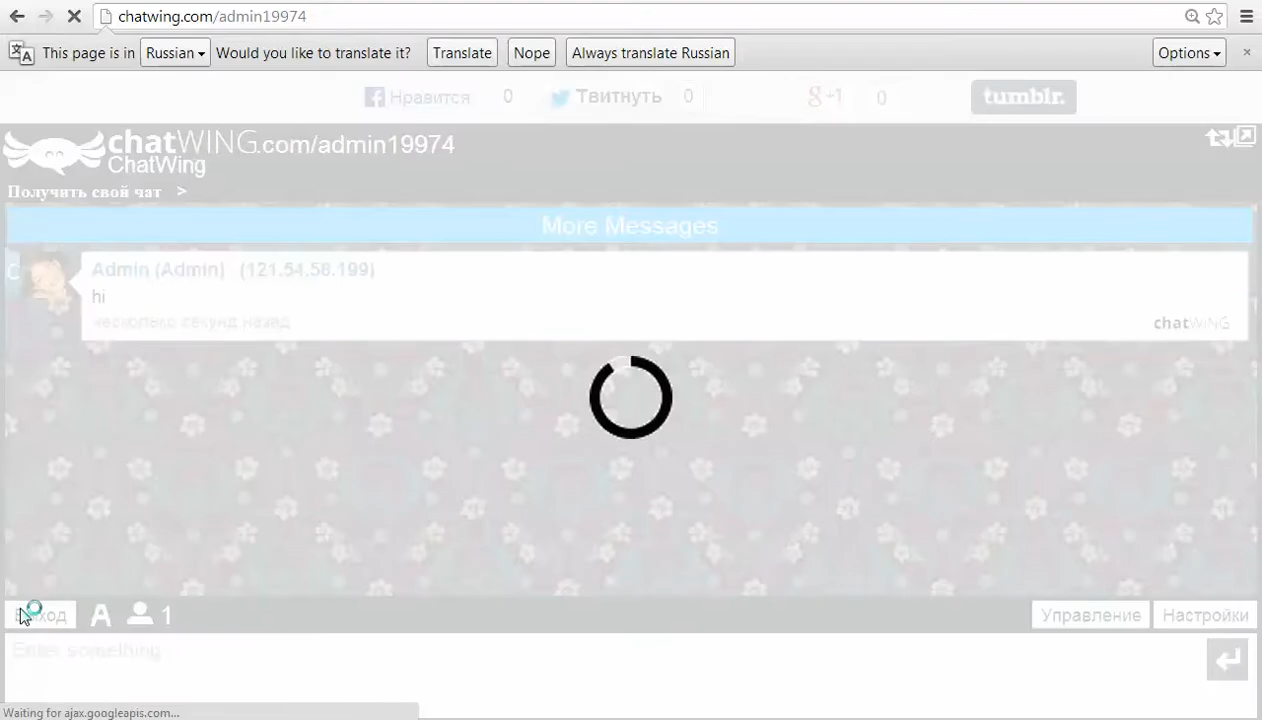 chatwing.com/admin19974
This page is in Russian Would you like to translate it? Translate Nope Always translate Russian Options
Нравится 0 Твитнуть 0 g+1 0 tumblr.
chatWING.com/admin19974
ChatWing
Получить свой чат >
More Messages
Admin (Admin) (121.54.58.199)
hi
несколько секунд назад chatWING
A 1 Управление Настройки
Enter something
Waiting for ajax.googleapis.com...